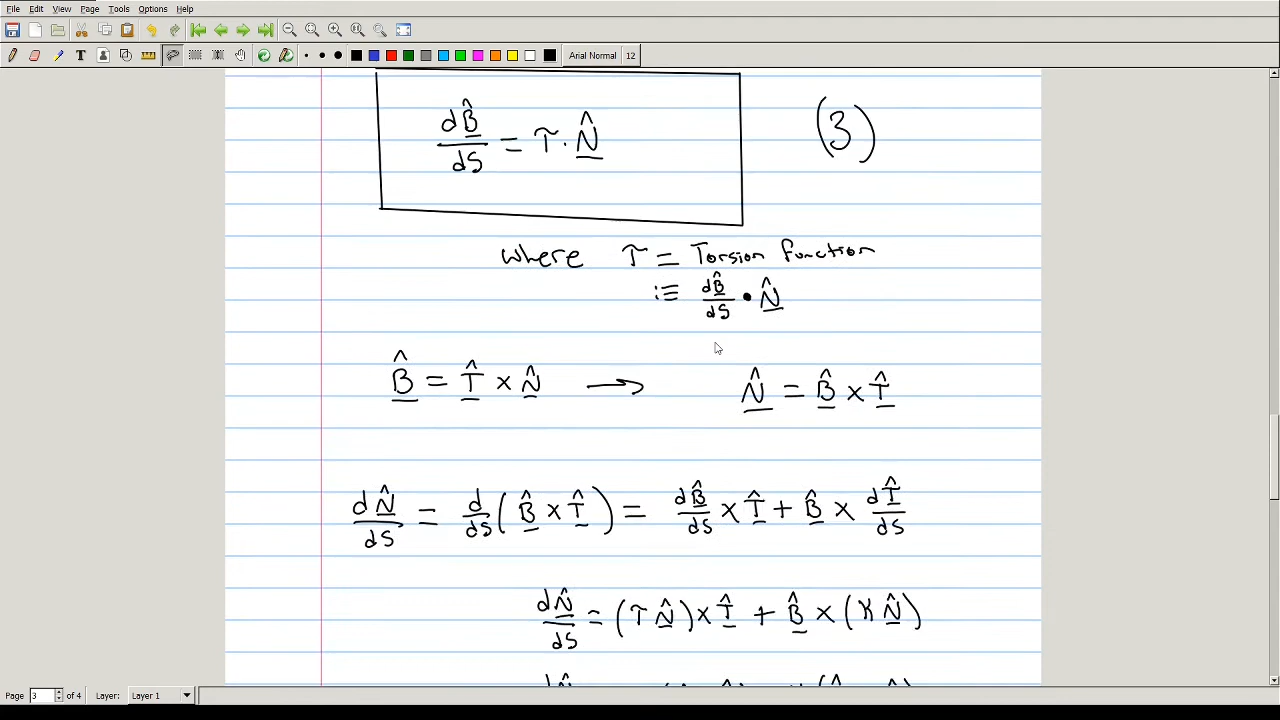 File Edit View Page Tools Options Help
Arial Normal 12
dB̂/dS = τ · N̂ (3)
where τ = Torsion function
:≡ dB̂/dS • N̂
B̂ = T̂ × N̂ → N̂ = B̂ × T̂
dN̂/dS = d/dS (B̂ × T̂) = dB̂/dS × T̂ + B̂ × dT̂/dS
dN̂/dS = (τ N̂) × T̂ + B̂ × (κ N̂)
Page 3 of 4 Layer: Layer 1